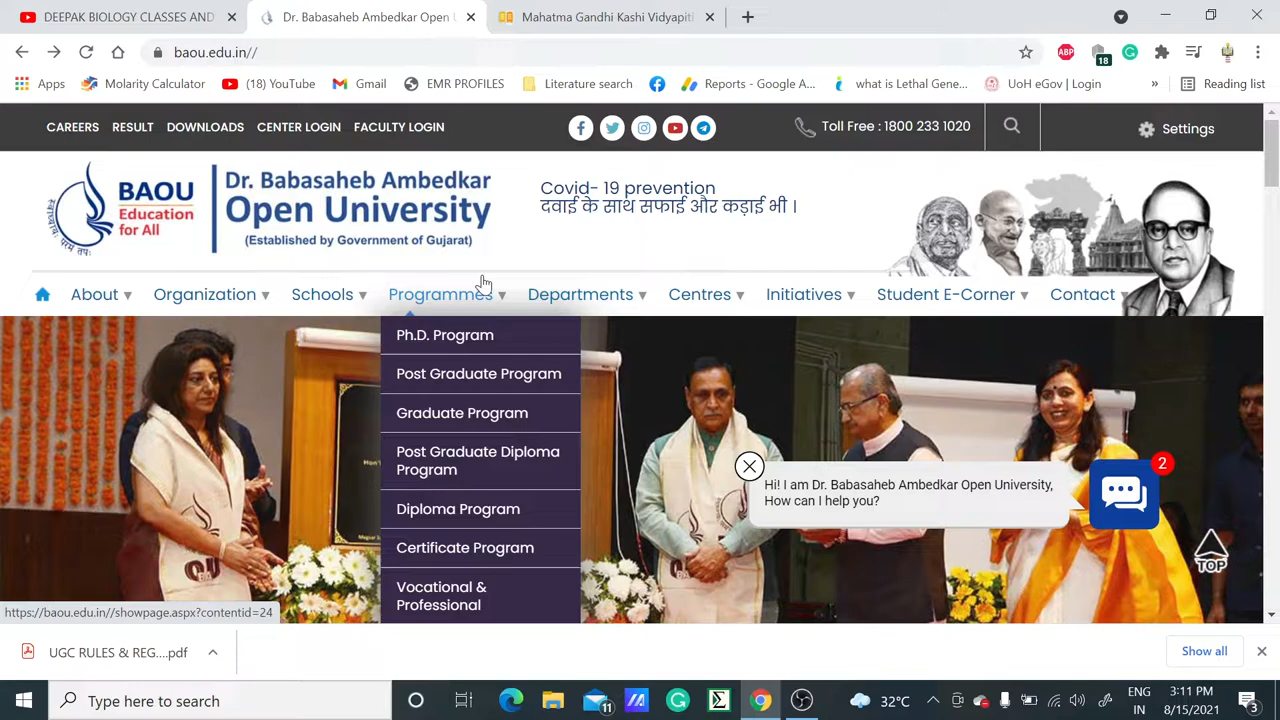 DEEPAK BIOLOGY CLASSES AND
Dr. Babasaheb Ambedkar Open U
Mahatma Gandhi Kashi Vidyapit
baou.edu.in//
ABP
18
Apps
Molarity Calculator
(18) YouTube
Gmail
EMR PROFILES
Literature search
Reports - Google A...
what is Lethal Gene...
UoH eGov | Login
»
Reading list
CAREERS
RESULT
DOWNLOADS
CENTER LOGIN
FACULTY LOGIN
Toll Free : 1800 233 1020
Settings
BAOU
Education
for All
Dr. Babasaheb Ambedkar
Open University
(Established by Government of Gujarat)
Covid- 19 prevention
दवाई के साथ सफाई और कड़ाई भी ।
About
Organization
Schools
Programmes
Departments
Centres
Initiatives
Student E-Corner
Contact
Ph.D. Program
Post Graduate Program
Graduate Program
Post Graduate Diploma
Program
Diploma Program
Certificate Program
Vocational &
Professional
Hi! I am Dr. Babasaheb Ambedkar Open University,
How can I help you?
2
TOP
https://baou.edu.in//showpage.aspx?contentid=24
UGC RULES & REG....pdf
Show all
Type here to search
11
32°C
ENG
IN
3:11 PM
8/15/2021
3